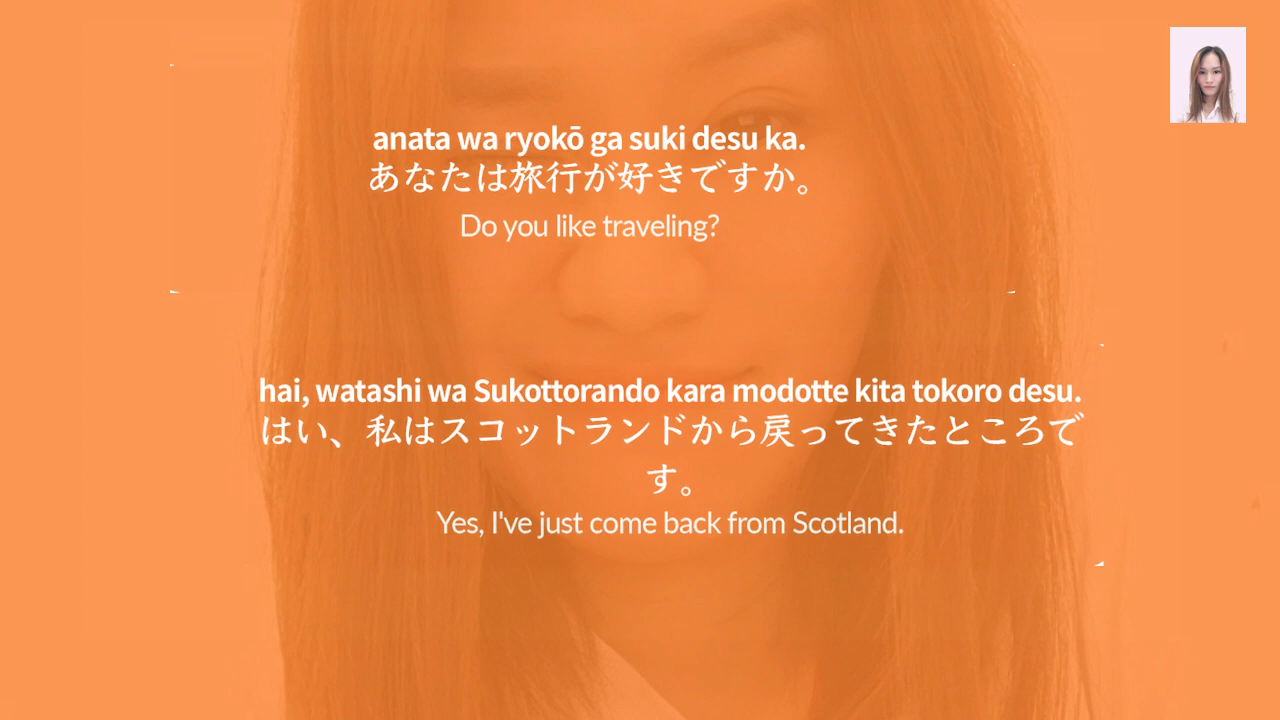 anata wa ryokō ga suki desu ka.
あなたは旅行が好きですか。
Do you like traveling?
hai, watashi wa Sukottorando kara modotte kita tokoro desu.
はい、私はスコットランドから戻ってきたところで
す。
Yes, I've just come back from Scotland.